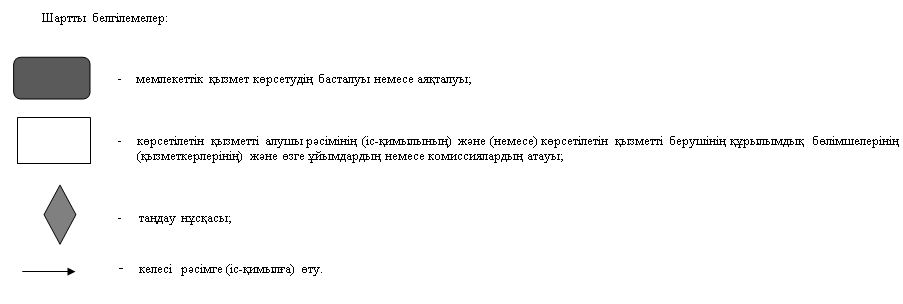 Шартты белгілемелер:
- мемлекеттік қызмет көрсетудің басталуы немесе аяқталуы;
- көрсетілетін қызметті алушы рәсімінің (іс-қимылының) және (немесе) көрсетілетін қызметті берушінің құрылымдық бөлімшелерінің
(қызметкерлерінің) және өзге ұйымдардың немесе комиссиялардың атауы;
- таңдау нұсқасы;
- келесі рәсімге (іс-қимылға) өту.